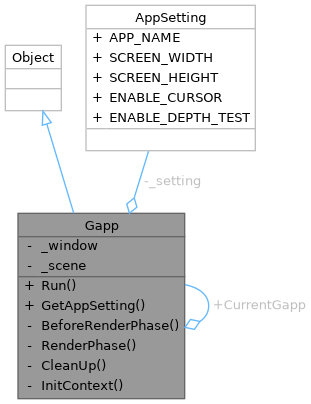 AppSetting
+ APP_NAME
+ SCREEN_WIDTH
+ SCREEN_HEIGHT
+ ENABLE_CURSOR
+ ENABLE_DEPTH_TEST
Object
-_setting
Gapp
- _window
- _scene
+ Run()
+ GetAppSetting()
- BeforeRenderPhase()
- RenderPhase()
- CleanUp()
- InitContext()
+CurrentGapp